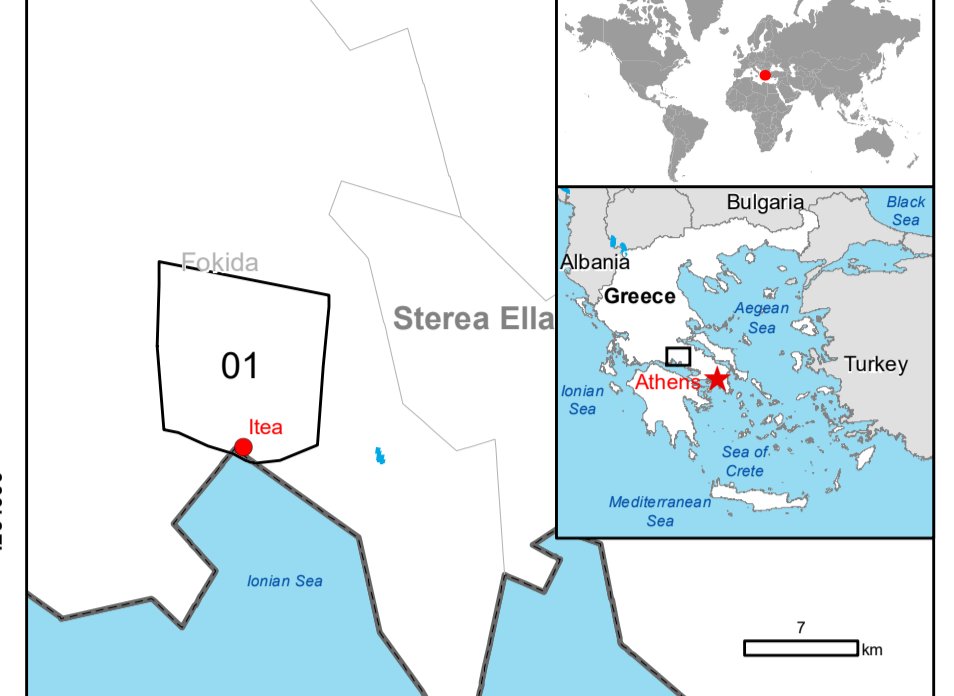 Fokida
Sterea Ella
01
Itea
Ionian Sea
Bulgaria
Black
Sea
Albania
Greece
Aegean
Sea
Turkey
Athens
Ionian
Sea
Sea of
Crete
Mediterranean
Sea
7
km